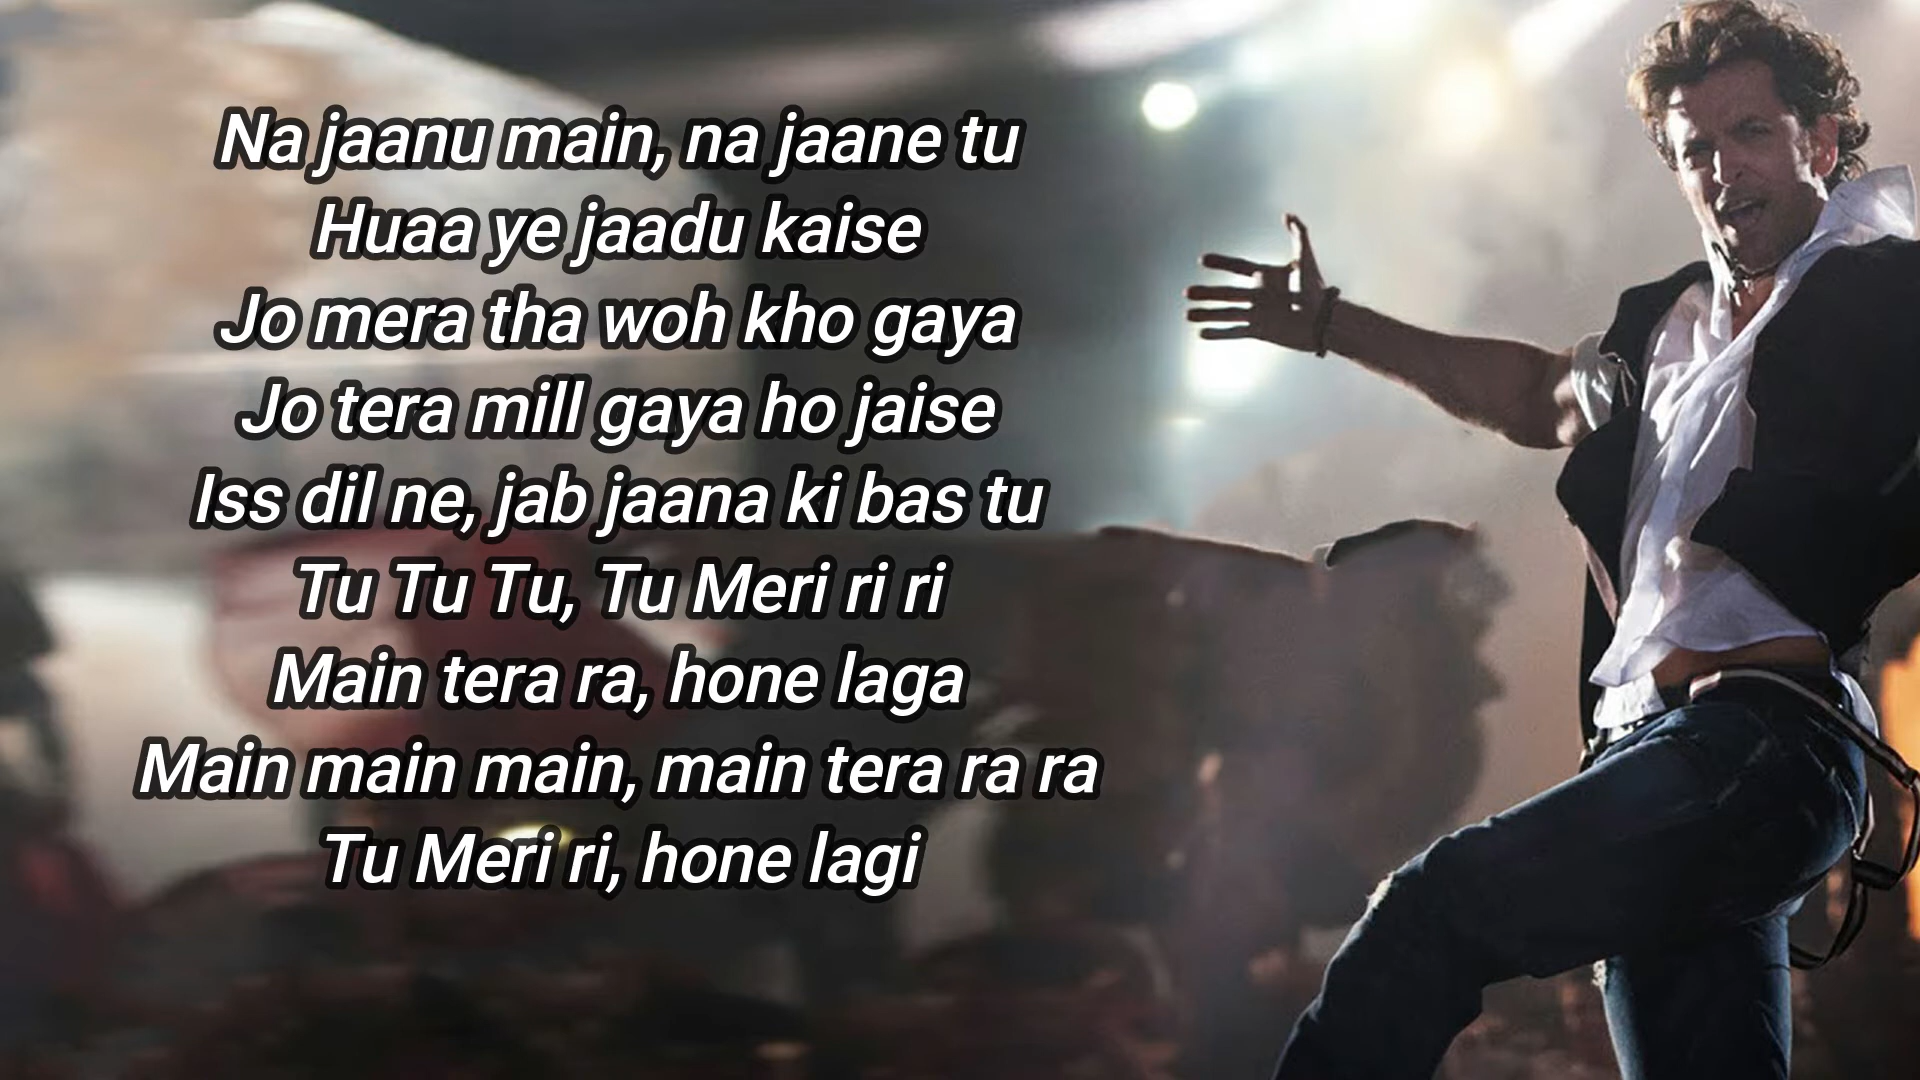 Na jaanu main, na jaane tu
Huaa ye jaadu kaise
Jo mera tha woh kho gaya
Jo tera mill gaya ho jaise
Iss dil ne, jab jaana ki bas tu
Tu Tu Tu, Tu Meri ri ri
Main tera ra, hone laga
Main main main, main tera ra ra
Tu Meri ri, hone lagi